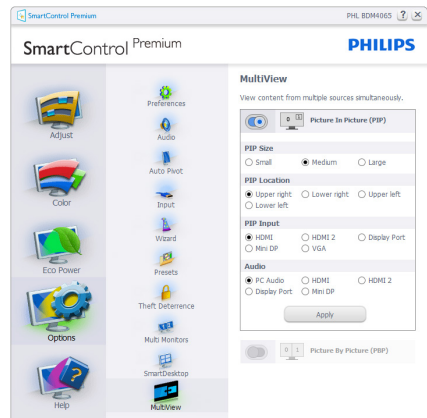 SmartControl Premium
PHL BDM4065 ? ×
SmartControl Premium
PHILIPS
Adjust
Color
Eco Power
Options
Help
Preferences
Audio
Auto Pivot
Input
Wizard
Presets
Theft Deterrence
Multi Monitors
SmartDesktop
MultiView
MultiView
View content from multiple sources simultaneously.
0 1 Picture In Picture (PIP)
PIP Size
Small Medium Large
PIP Location
Upper right Lower right Upper left
Lower left
PIP Input
HDMI HDMI 2 Display Port
Mini DP VGA
Audio
PC Audio HDMI HDMI 2
Display Port Mini DP
Apply
0 1 Picture By Picture (PBP)